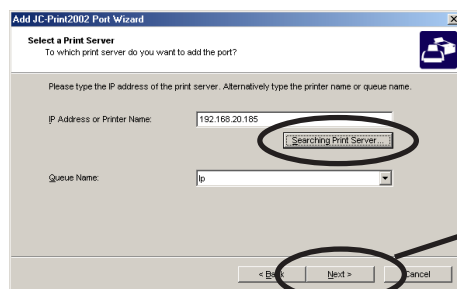 Add JC-Print2002 Port Wizard
Select a Print Server
To which print server do you want to add the port?
Please type the IP address of the print server. Alternatively type the printer name or queue name.
IP Address or Printer Name: 192.168.20.185
Searching Print Server...
Queue Name: lp
< Back Next > Cancel